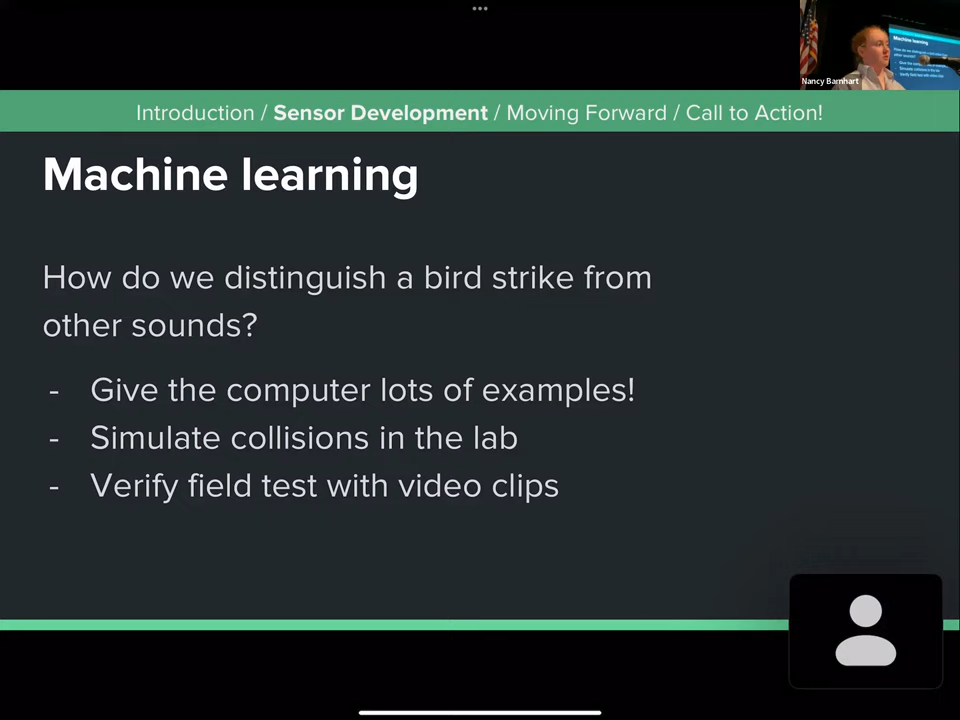 Nancy Barnhart
Introduction / Sensor Development / Moving Forward / Call to Action!
Machine learning
How do we distinguish a bird strike from
other sounds?
- Give the computer lots of examples!
- Simulate collisions in the lab
- Verify field test with video clips